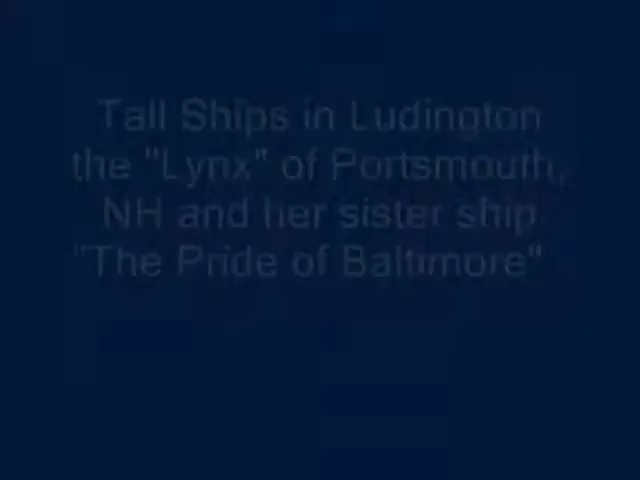 Tall Ships in Ludington
the "Lynx" of Portsmouth,
NH and her sister ship
"The Pride of Baltimore"